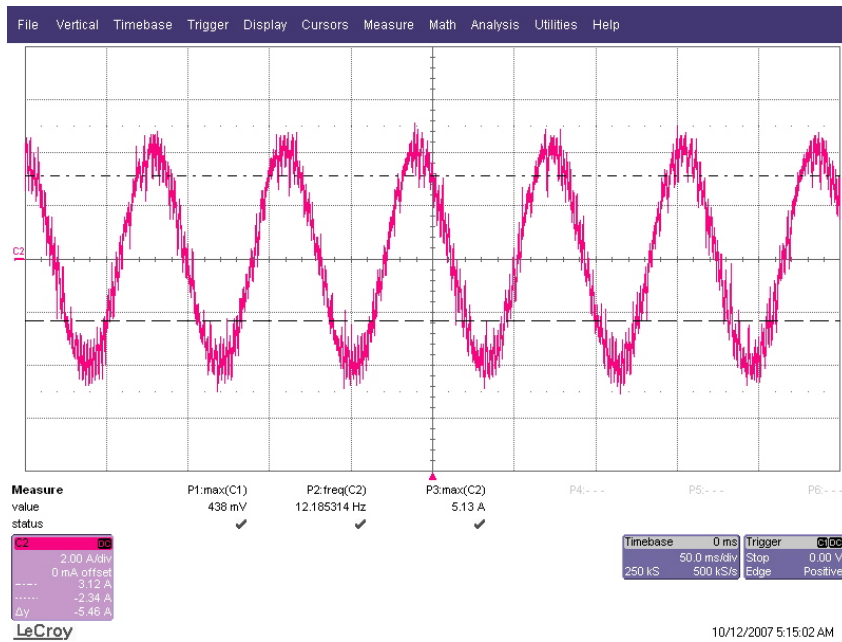 File Vertical Timebase Trigger Display Cursors Measure Math Analysis Utilities Help
C2
Measure P1:max(C1) P2:freq(C2) P3:max(C2) P4:--- P5:--- P6:---
value 438 mV 12.185314 Hz 5.13 A
status
C2 DC
2.00 A/div
0 mA offset
3.12 A
-2.34 A
Δy -5.46 A
Timebase 0 ms
50.0 ms/div
250 kS 500 kS/s
Trigger C1 DC
Stop 0.00 V
Edge Positive
LeCroy
10/12/2007 5:15:02 AM